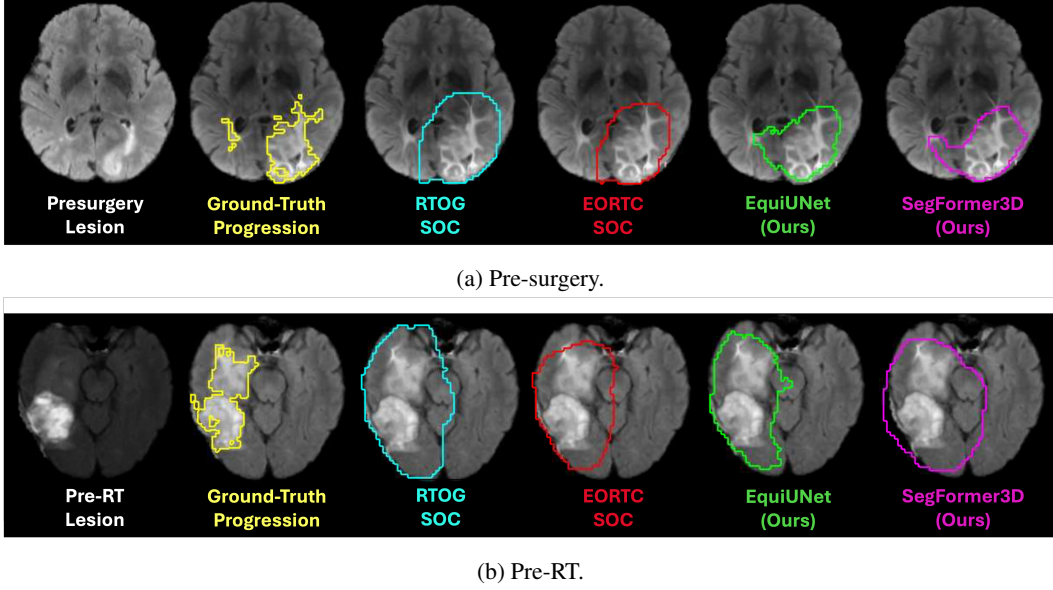 Presurgery
Lesion
Ground-Truth
Progression
RTOG
SOC
EORTC
SOC
EquiUNet
(Ours)
SegFormer3D
(Ours)
(a) Pre-surgery.
Pre-RT
Lesion
Ground-Truth
Progression
RTOG
SOC
EORTC
SOC
EquiUNet
(Ours)
SegFormer3D
(Ours)
(b) Pre-RT.